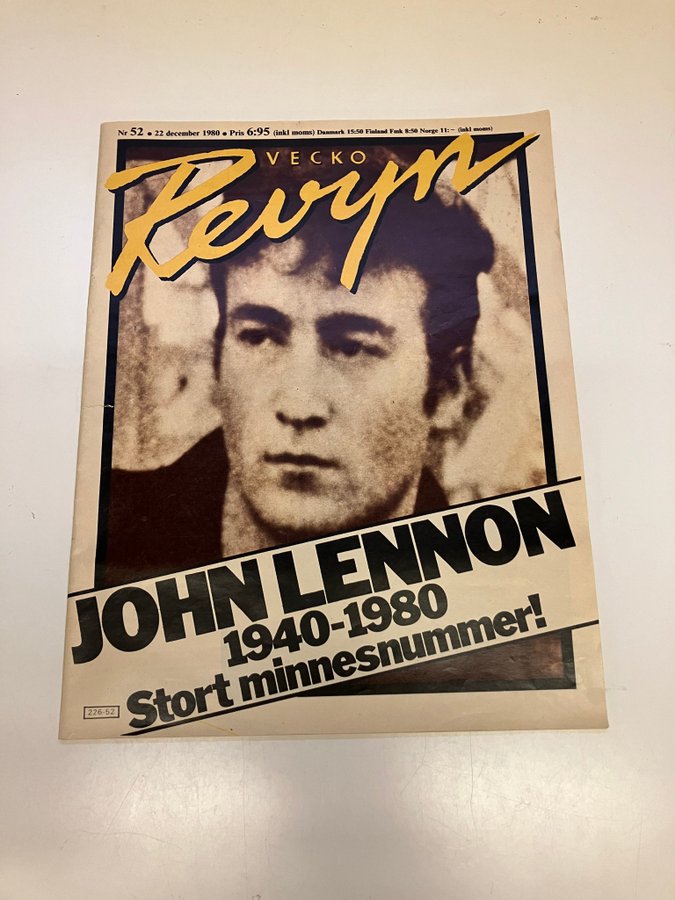 Nr 52 • 22 december 1980 • Pris 6:95 (inkl moms) Danmark 15:50 Finland Fmk 8:50 Norge 11:– (inkl moms)
VECKO
Revyn
JOHN LENNON
1940-1980
Stort minnesnummer!
226-52